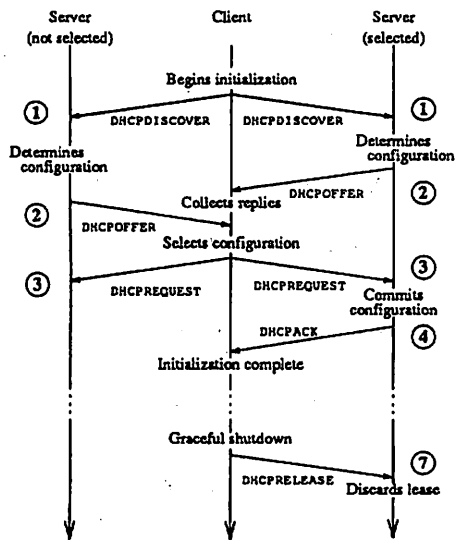 Server Client Server
(not selected) (selected)
Begins initialization
① ①
DHCPDISCOVER DHCPDISCOVER
Determines configuration Determines configuration
DHCPOFFER ②
Collects replies
② DHCPOFFER
Selects configuration
③ DHCPREQUEST DHCPREQUEST ③
Commits configuration
DHCPACK ④
Initialization complete
Graceful shutdown
⑦
DHCPRELEASE
Discards lease